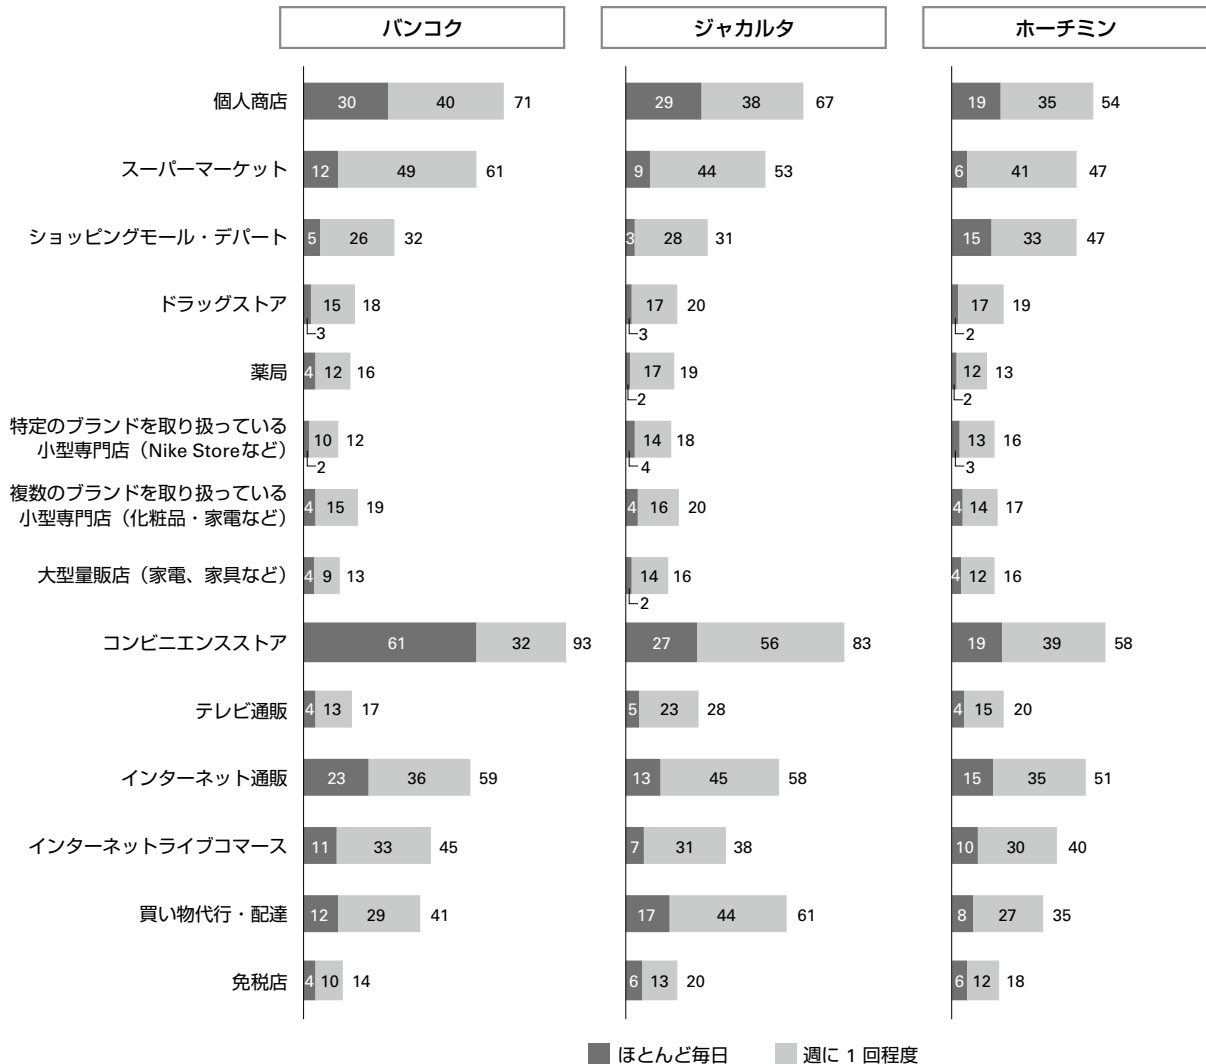 バンコク ジャカルタ ホーチミン
個人商店 30 40 71 29 38 67 19 35 54
スーパーマーケット 12 49 61 9 44 53 6 41 47
ショッピングモール・デパート 5 26 32 3 28 31 15 33 47
ドラッグストア 15 18 17 20 17 19
3 3 2
薬局 4 12 16 17 19 12 13
2 2
特定のブランドを取り扱っている
小型専門店（Nike Storeなど） 10 12 14 18 13 16
2 4 3
複数のブランドを取り扱っている
小型専門店（化粧品・家電など） 4 15 19 4 16 20 4 14 17
大型量販店（家電、家具など） 4 9 13 14 16 4 12 16
2
コンビニエンスストア 61 32 93 27 56 83 19 39 58
テレビ通販 4 13 17 5 23 28 4 15 20
インターネット通販 23 36 59 13 45 58 15 35 51
インターネットライブコマース 11 33 45 7 31 38 10 30 40
買い物代行・配達 12 29 41 17 44 61 8 27 35
免税店 4 10 14 6 13 20 6 12 18
ほとんど毎日 週に 1 回程度